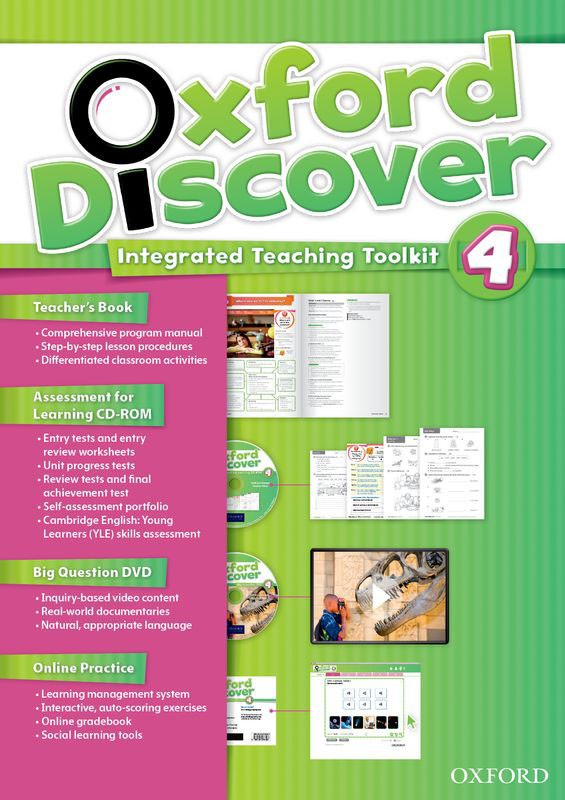 Oxford
Discover
Integrated Teaching Toolkit
4
Teacher's Book
• Comprehensive program manual
• Step-by-step lesson procedures
• Differentiated classroom activities
Assessment for
Learning CD-ROM
• Entry tests and entry
review worksheets
• Unit progress tests
• Review tests and final
achievement test
• Self-assessment portfolio
• Cambridge English: Young
Learners (YLE) skills assessment
Big Question DVD
• Inquiry-based video content
• Real-world documentaries
• Natural, appropriate language
Online Practice
• Learning management system
• Interactive, auto-scoring exercises
• Online gradebook
• Social learning tools
OXFORD